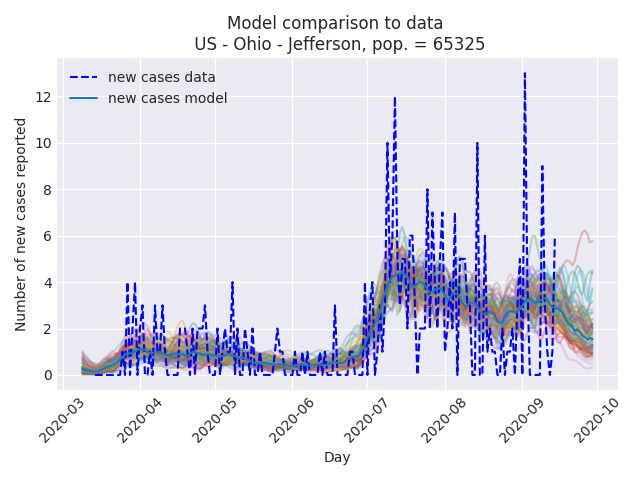 Model comparison to data
US - Ohio - Jefferson, pop. = 65325
new cases data
new cases model
Number of new cases reported
12
10
8
6
4
2
0
2020-03
2020-04
2020-05
2020-06
2020-07
2020-08
2020-09
2020-10
Day